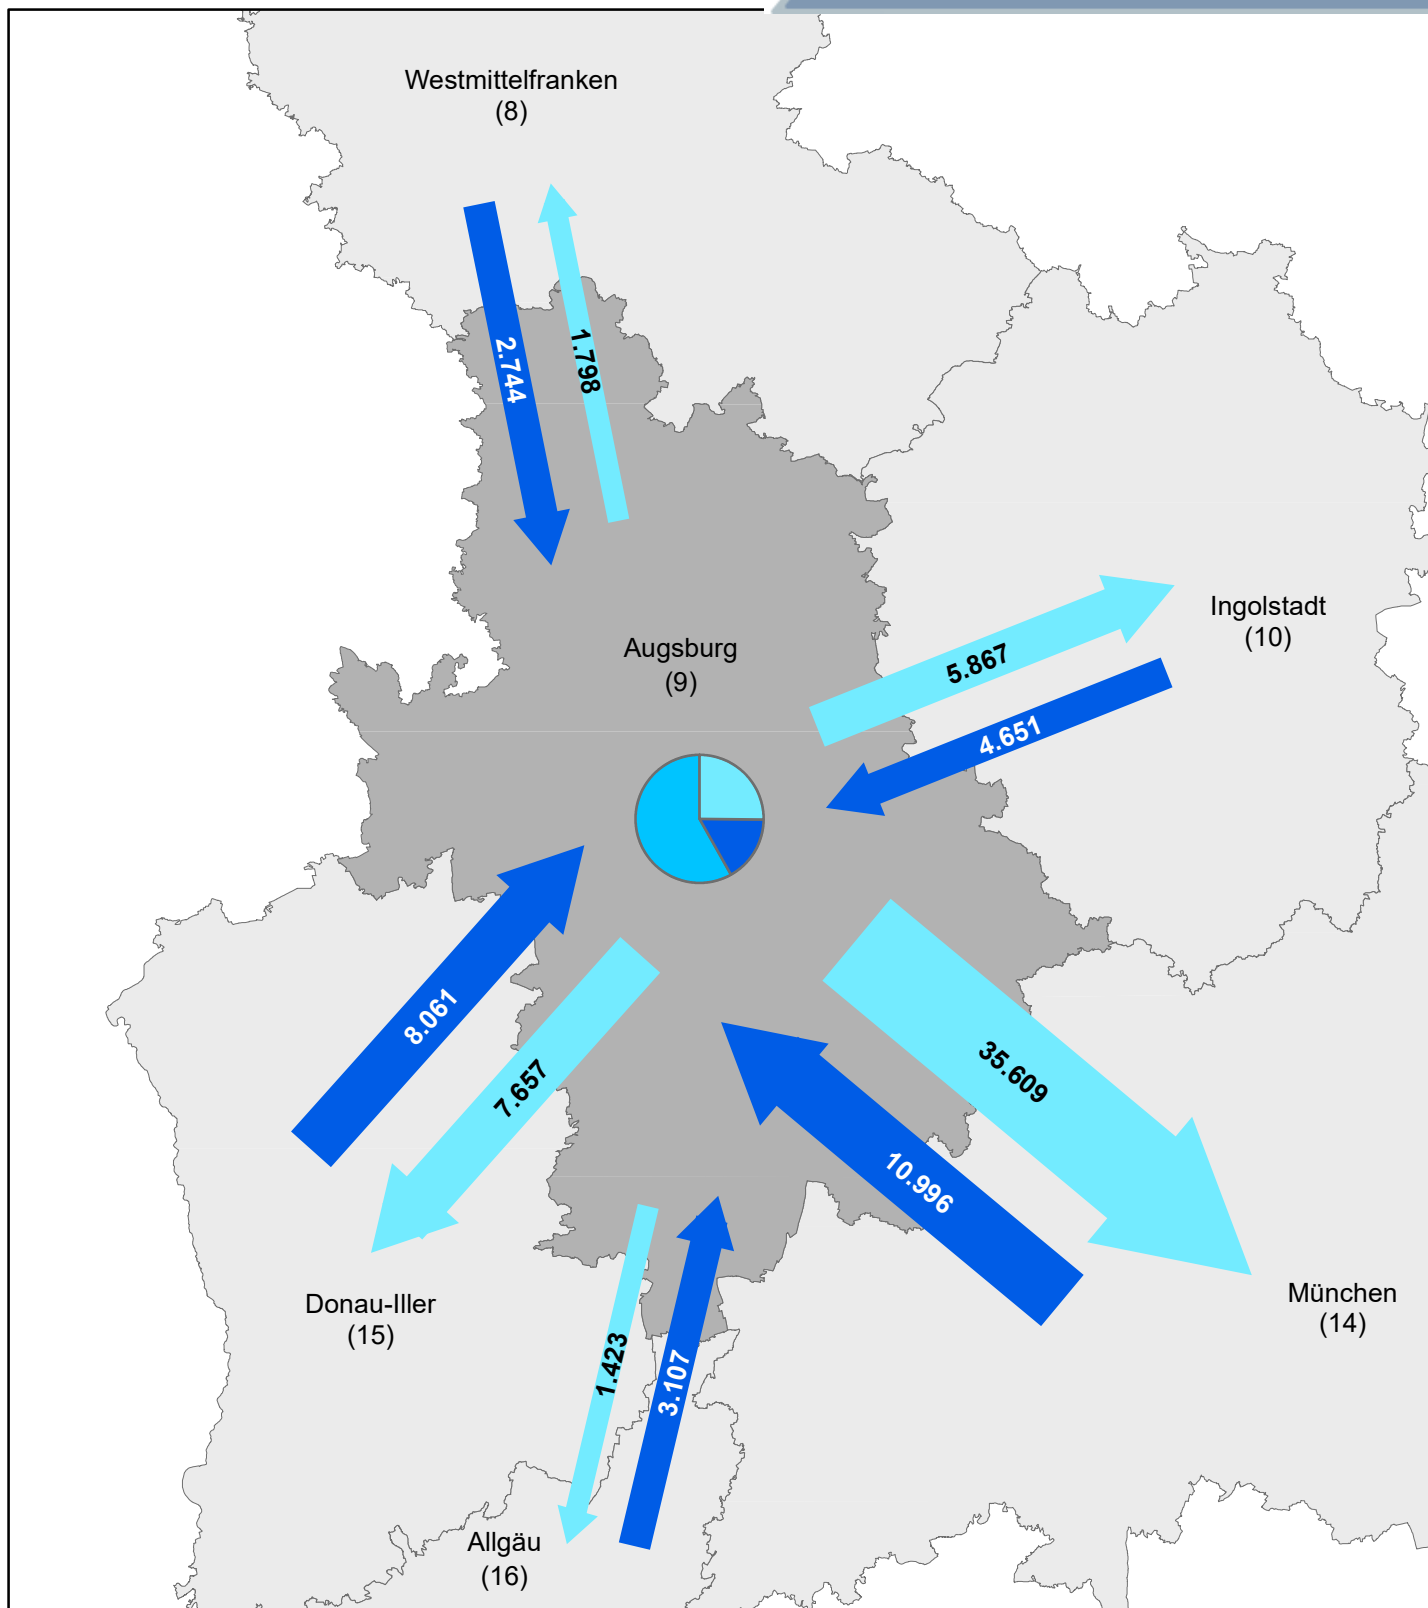 Westmittelfranken
(8)
2.744
1.798
Augsburg
(9)
Ingolstadt
(10)
5.867
4.651
8.061
7.657
35.609
10.996
Donau-Iller
(15)
München
(14)
1.423
3.107
Allgäu
(16)